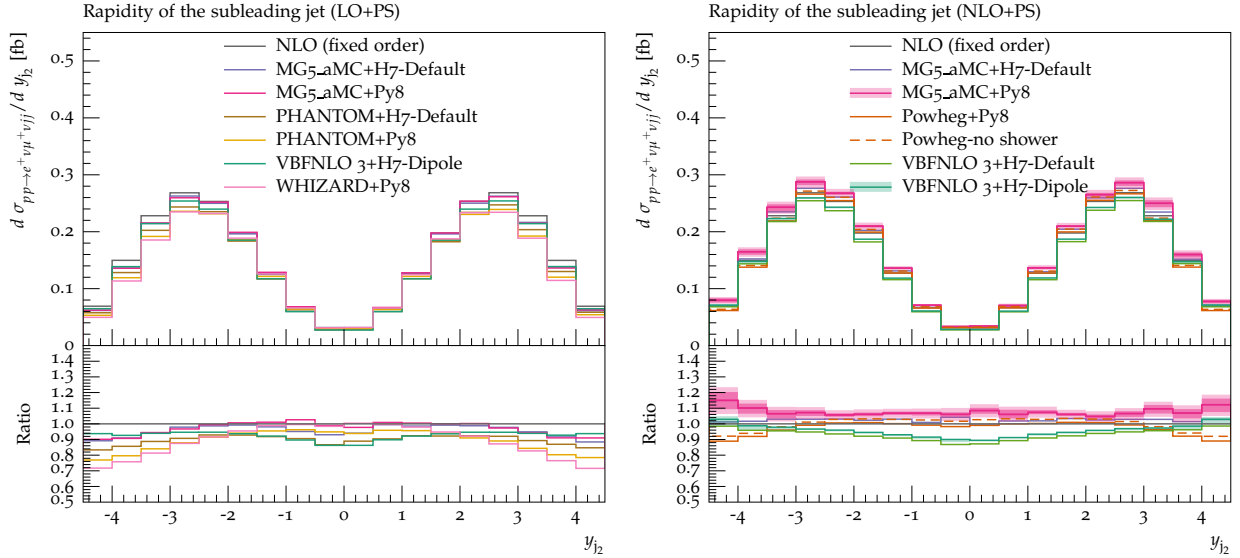 Rapidity of the subleading jet (LO+PS)
NLO (fixed order)
MG5_aMC+H7-Default
MG5_aMC+Py8
PHANTOM+H7-Default
PHANTOM+Py8
VBFNLO 3+H7-Dipole
WHIZARD+Py8
d σ_{pp→e⁺νμ⁺νjj}/d y_{j₂} [fb]
0.5
0.4
0.3
0.2
0.1
0
Ratio
1.4
1.3
1.2
1.1
1.0
0.9
0.8
0.7
0.6
0.5
-4 -3 -2 -1 0 1 2 3 4
y_{j₂}
Rapidity of the subleading jet (NLO+PS)
NLO (fixed order)
MG5_aMC+H7-Default
MG5_aMC+Py8
Powheg+Py8
Powheg-no shower
VBFNLO 3+H7-Default
VBFNLO 3+H7-Dipole
d σ_{pp→e⁺νμ⁺νjj}/d y_{j₂} [fb]
0.5
0.4
0.3
0.2
0.1
0
Ratio
1.4
1.3
1.2
1.1
1.0
0.9
0.8
0.7
0.6
0.5
-4 -3 -2 -1 0 1 2 3 4
y_{j₂}